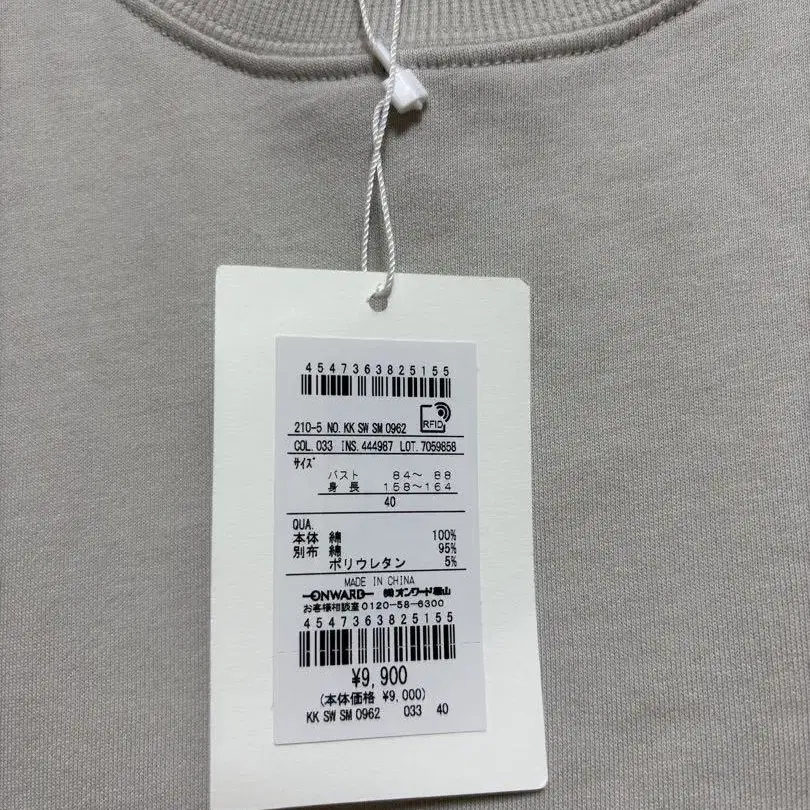 4547363825155
210-5 NO. KK SW SM 0962 RFID
COL. 033 INS. 444987 LOT. 7059858
ｻｲｽﾞ
バスト 84～ 88
身長 158～164
40
QUA.
本体 綿 100%
別布 綿 95%
ポリウレタン 5%
MADE IN CHINA
ONWARD ㈱オンワード樫山
お客様相談室0120-58-6300
4547363825155
¥9,900
(本体価格 ¥9,000)
KK SW SM 0962 033 40